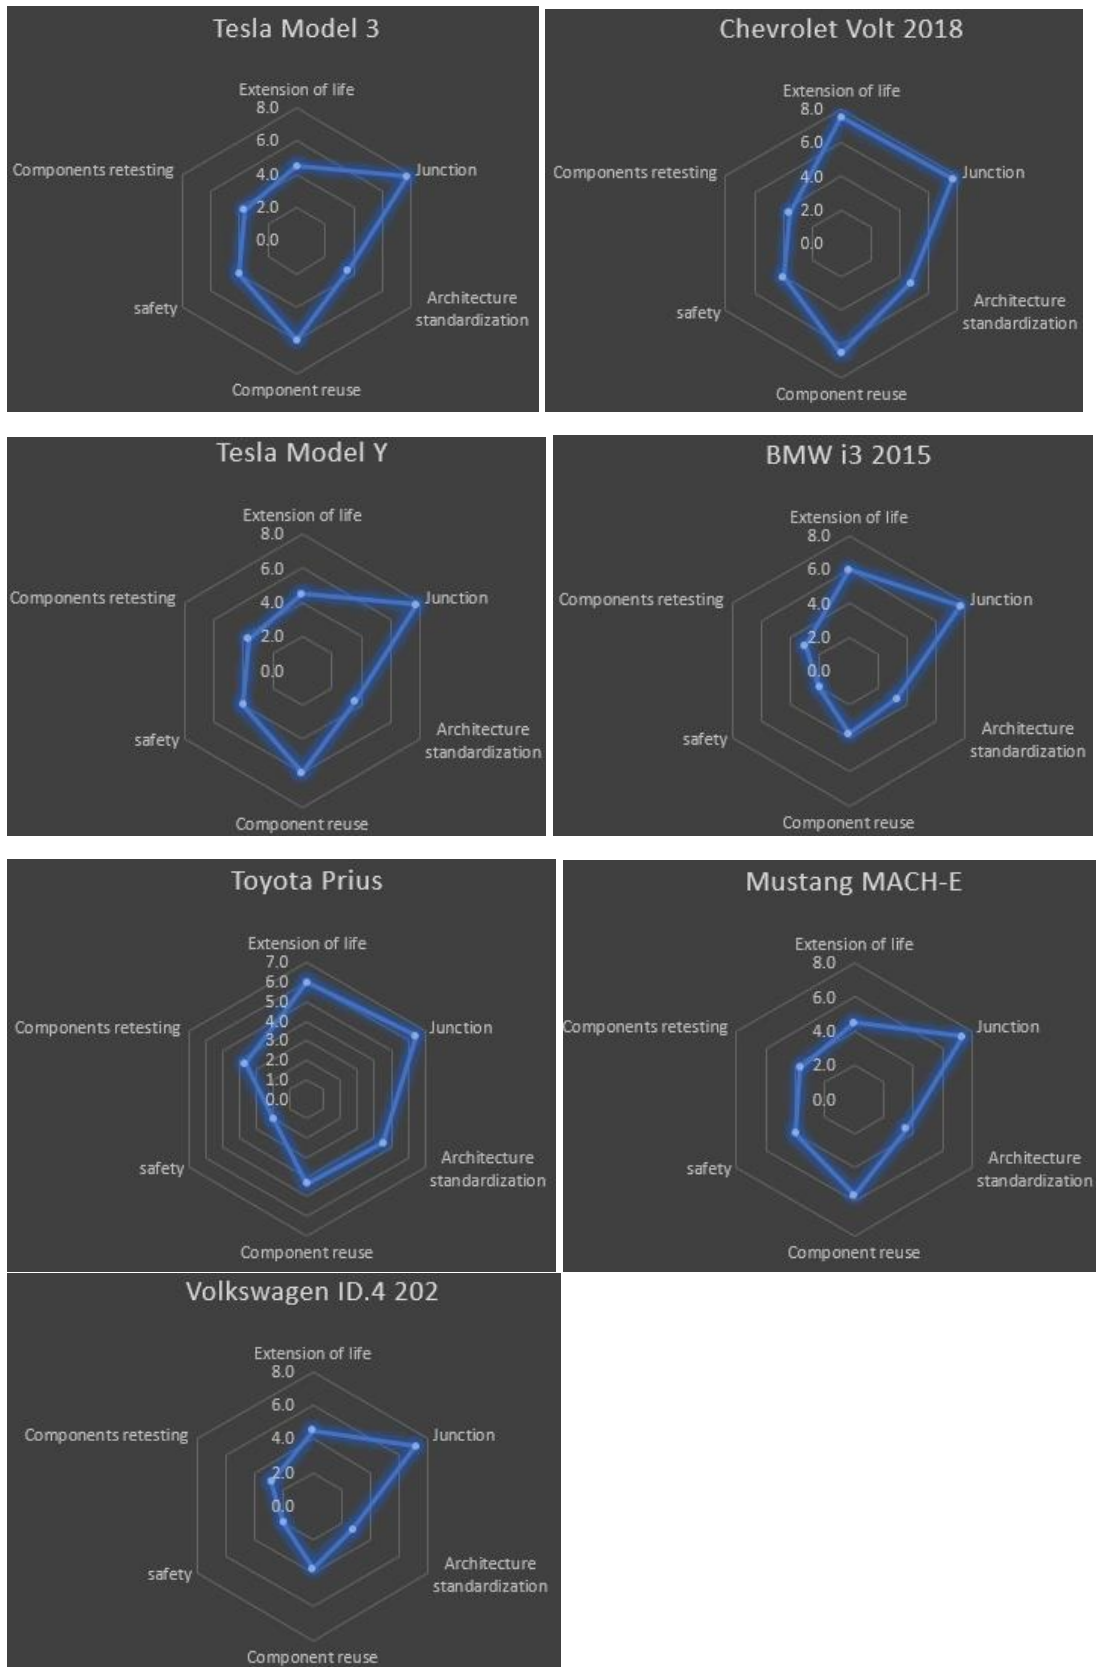 Tesla Model 3
Extension of life
8.0
6.0
4.0
2.0
0.0
Components retesting
Junction
safety
Architecture
standardization
Component reuse
Chevrolet Volt 2018
Extension of life
8.0
6.0
4.0
2.0
0.0
Components retesting
Junction
safety
Architecture
standardization
Component reuse
Tesla Model Y
Extension of life
8.0
6.0
4.0
2.0
0.0
Components retesting
Junction
safety
Architecture
standardization
Component reuse
BMW i3 2015
Extension of life
8.0
6.0
4.0
2.0
0.0
Components retesting
Junction
safety
Architecture
standardization
Component reuse
Toyota Prius
Extension of life
7.0
6.0
5.0
4.0
3.0
2.0
1.0
0.0
Components retesting
Junction
safety
Architecture
standardization
Component reuse
Mustang MACH-E
Extension of life
8.0
6.0
4.0
2.0
0.0
Components retesting
Junction
safety
Architecture
standardization
Component reuse
Volkswagen ID.4 202
Extension of life
8.0
6.0
4.0
2.0
0.0
Components retesting
Junction
safety
Architecture
standardization
Component reuse